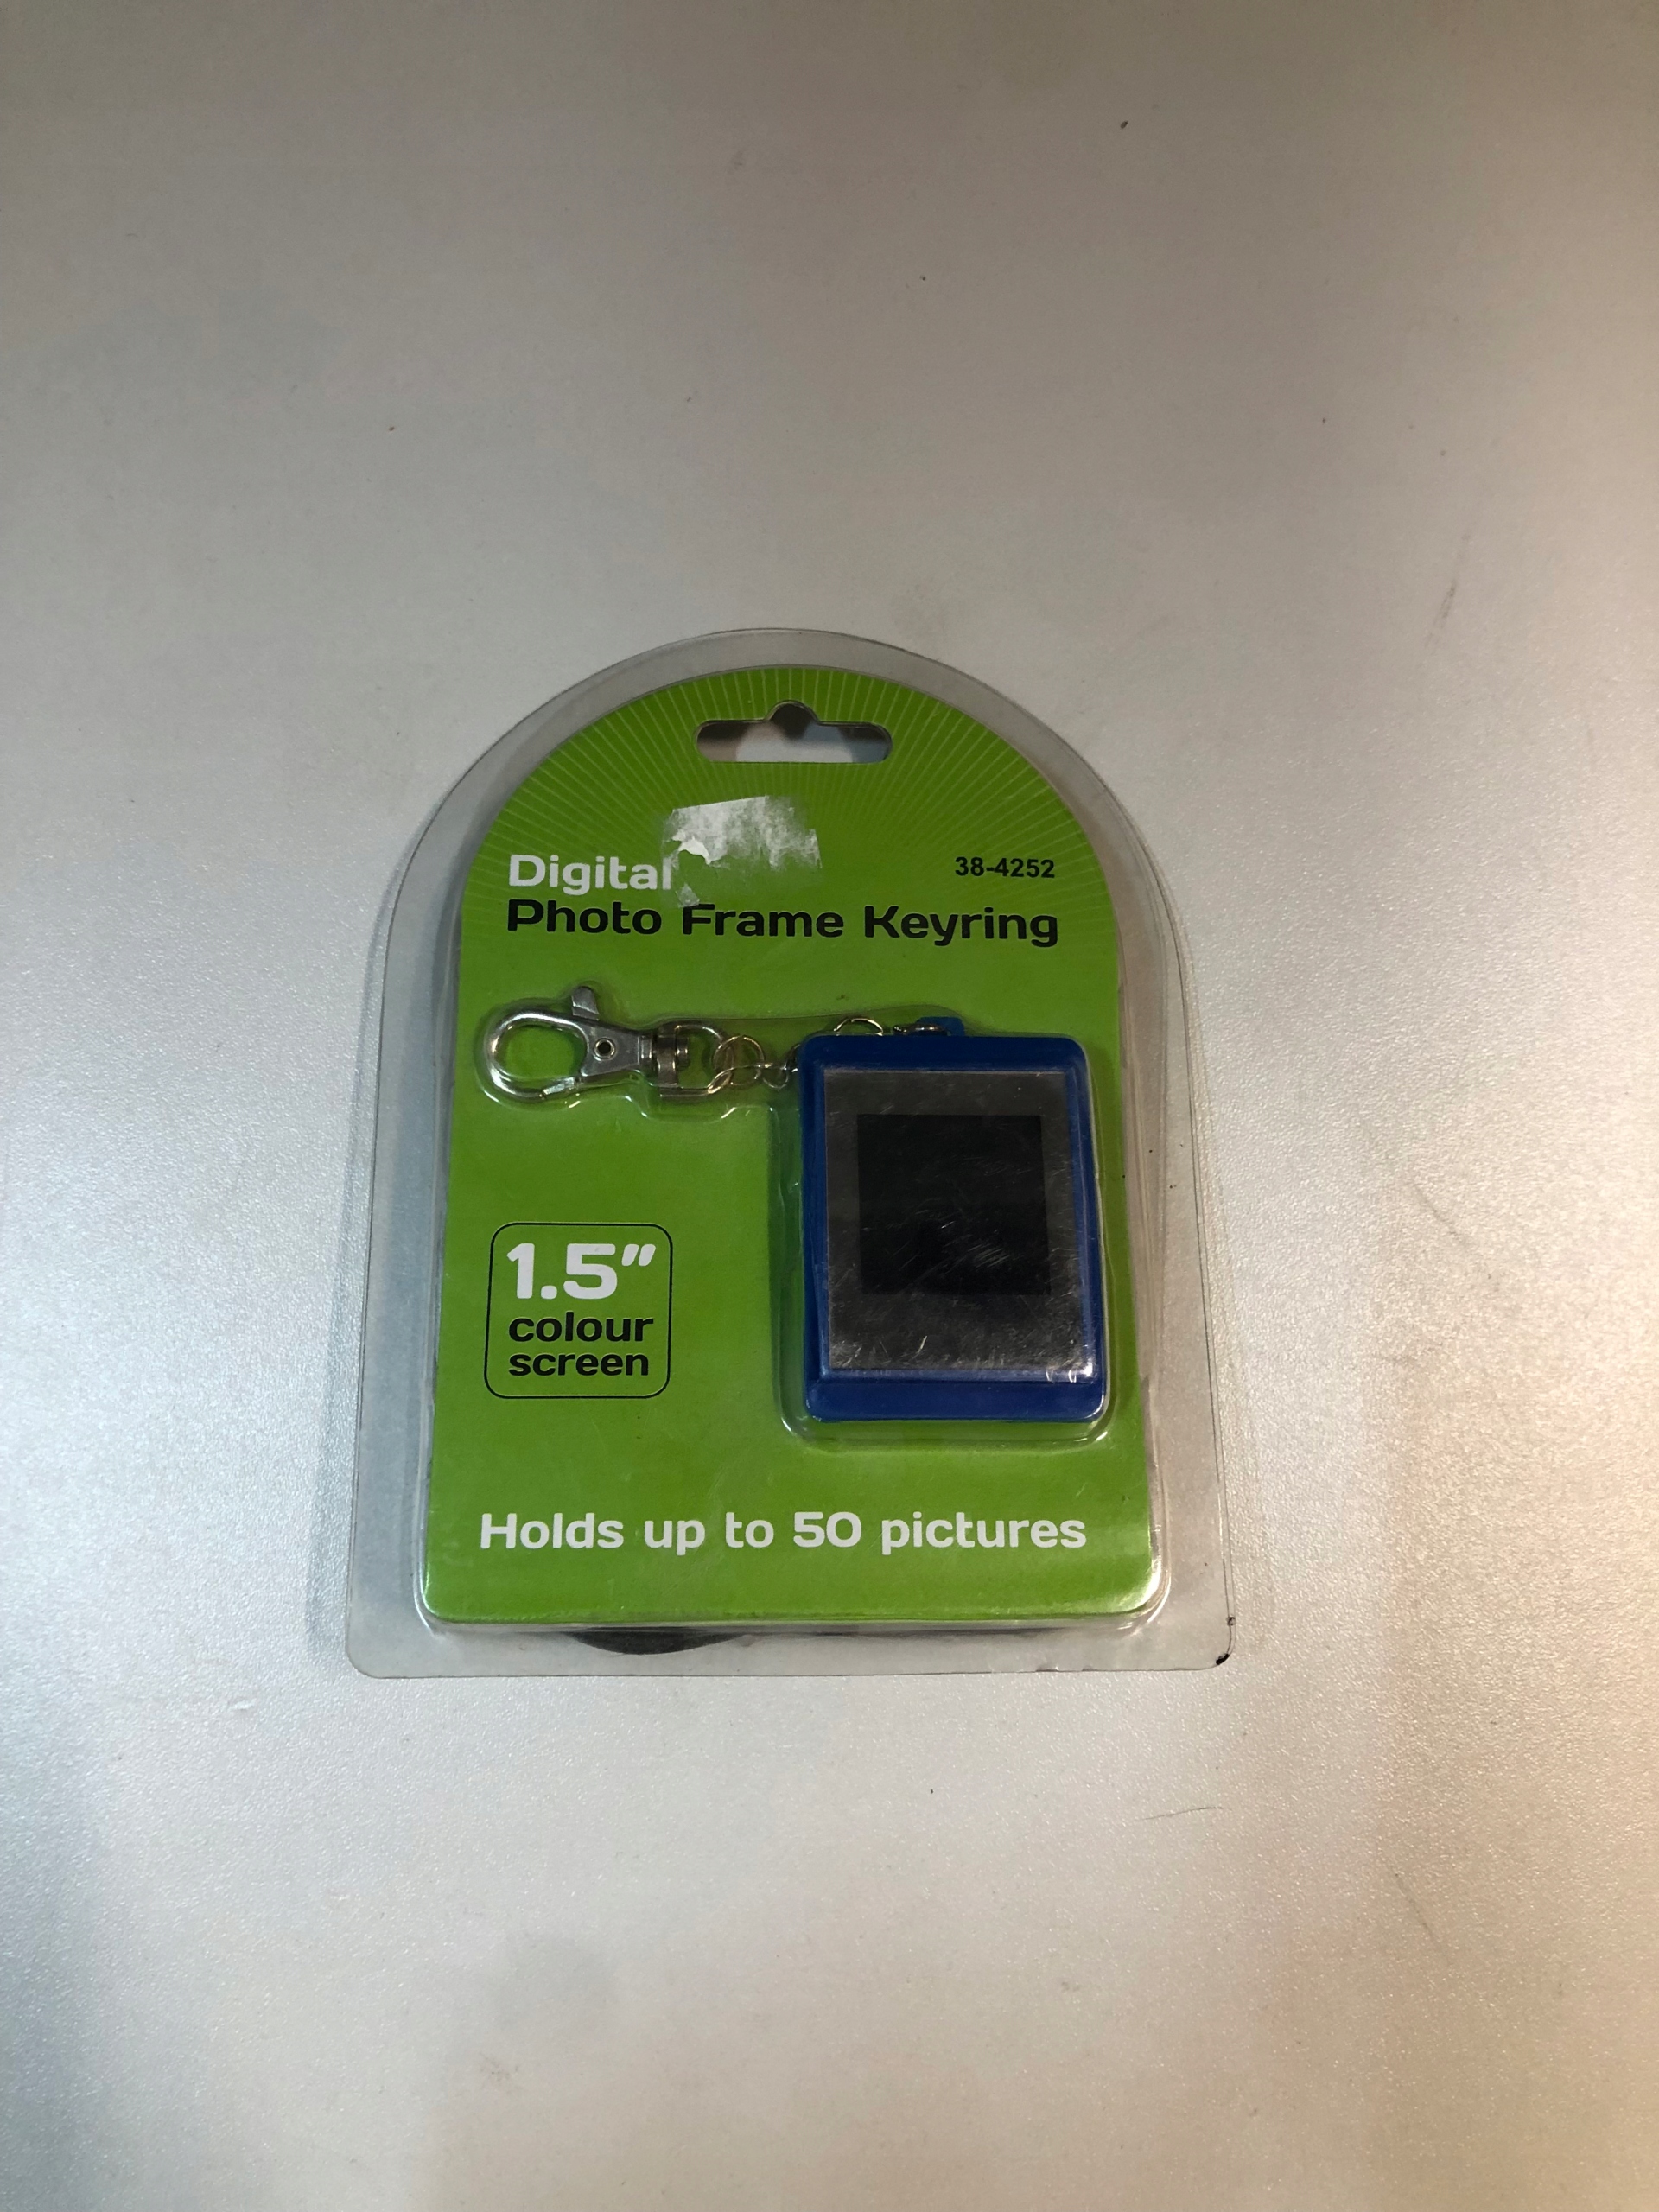 Digital
38-4252
Photo Frame Keyring
1.5"
colour
screen
Holds up to 50 pictures